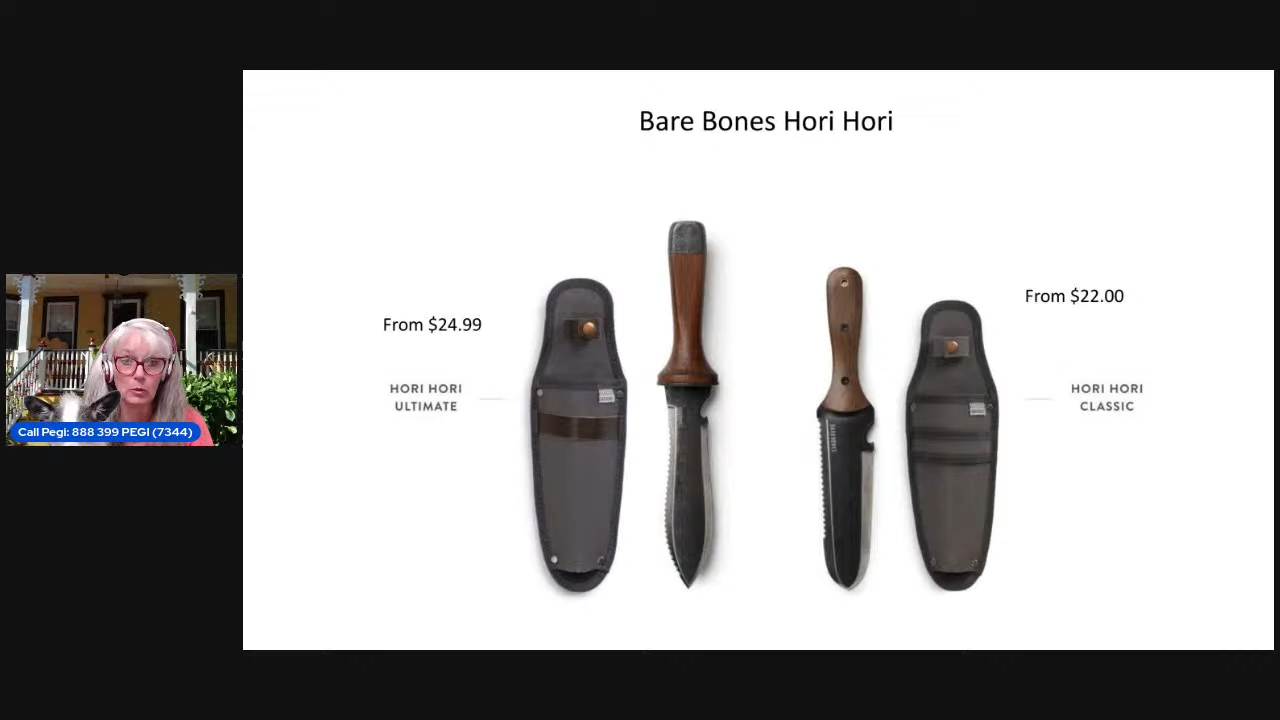 Bare Bones Hori Hori
From $24.99
HORI HORI
ULTIMATE
From $22.00
HORI HORI
CLASSIC
BAREBONES
Call Pegi: 888 399 PEGI (7344)